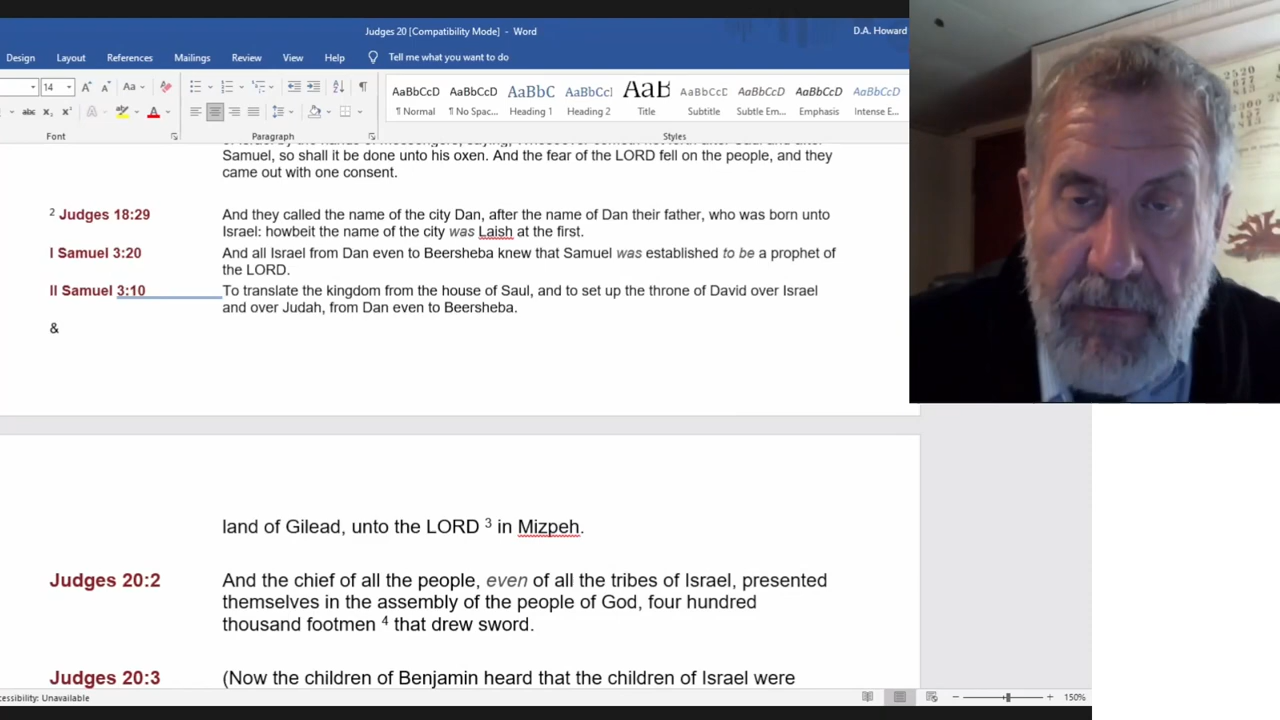 Judges 20 [Compatibility Mode] - Word
D.A. Howard
Design Layout References Mailings Review View Help Tell me what you want to do
14 Aa
abc x₂ x² A A
AaBbCcD AaBbCcD AaBbC AaBbCc AaB AaBbCcD AaBbCcD AaBbCcD AaBbCcD
¶ Normal ¶ No Spac... Heading 1 Heading 2 Title Subtitle Subtle Em... Emphasis Intense E...
Font Paragraph Styles
Samuel, so shall it be done unto his oxen. And the fear of the LORD fell on the people, and they
came out with one consent.
2 Judges 18:29 And they called the name of the city Dan, after the name of Dan their father, who was born unto
Israel: howbeit the name of the city was Laish at the first.
I Samuel 3:20 And all Israel from Dan even to Beersheba knew that Samuel was established to be a prophet of
the LORD.
II Samuel 3:10 To translate the kingdom from the house of Saul, and to set up the throne of David over Israel
and over Judah, from Dan even to Beersheba.
&
land of Gilead, unto the LORD 3 in Mizpeh.
Judges 20:2 And the chief of all the people, even of all the tribes of Israel, presented
themselves in the assembly of the people of God, four hundred
thousand footmen 4 that drew sword.
Judges 20:3 (Now the children of Benjamin heard that the children of Israel were
ccessibility: Unavailable
150%
2520